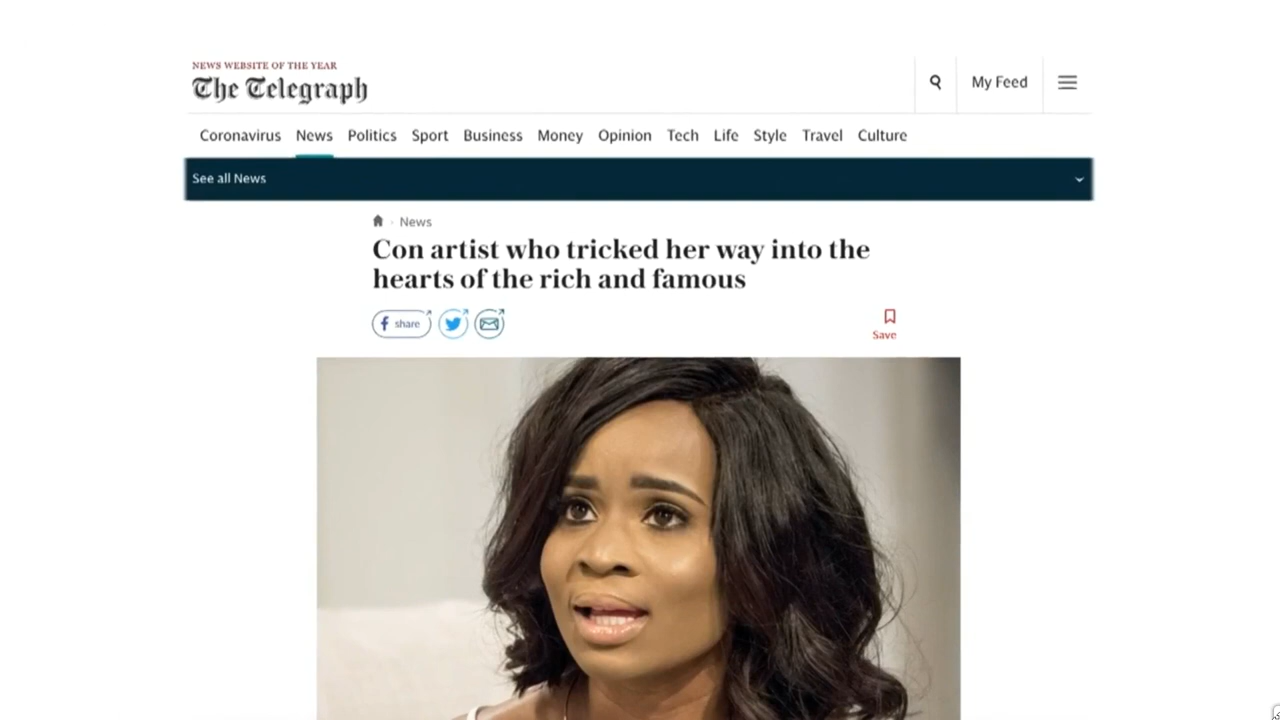 NEWS WEBSITE OF THE YEAR
The Telegraph
My Feed
Coronavirus News Politics Sport Business Money Opinion Tech Life Style Travel Culture
See all News
News
Con artist who tricked her way into the
hearts of the rich and famous
share
Save